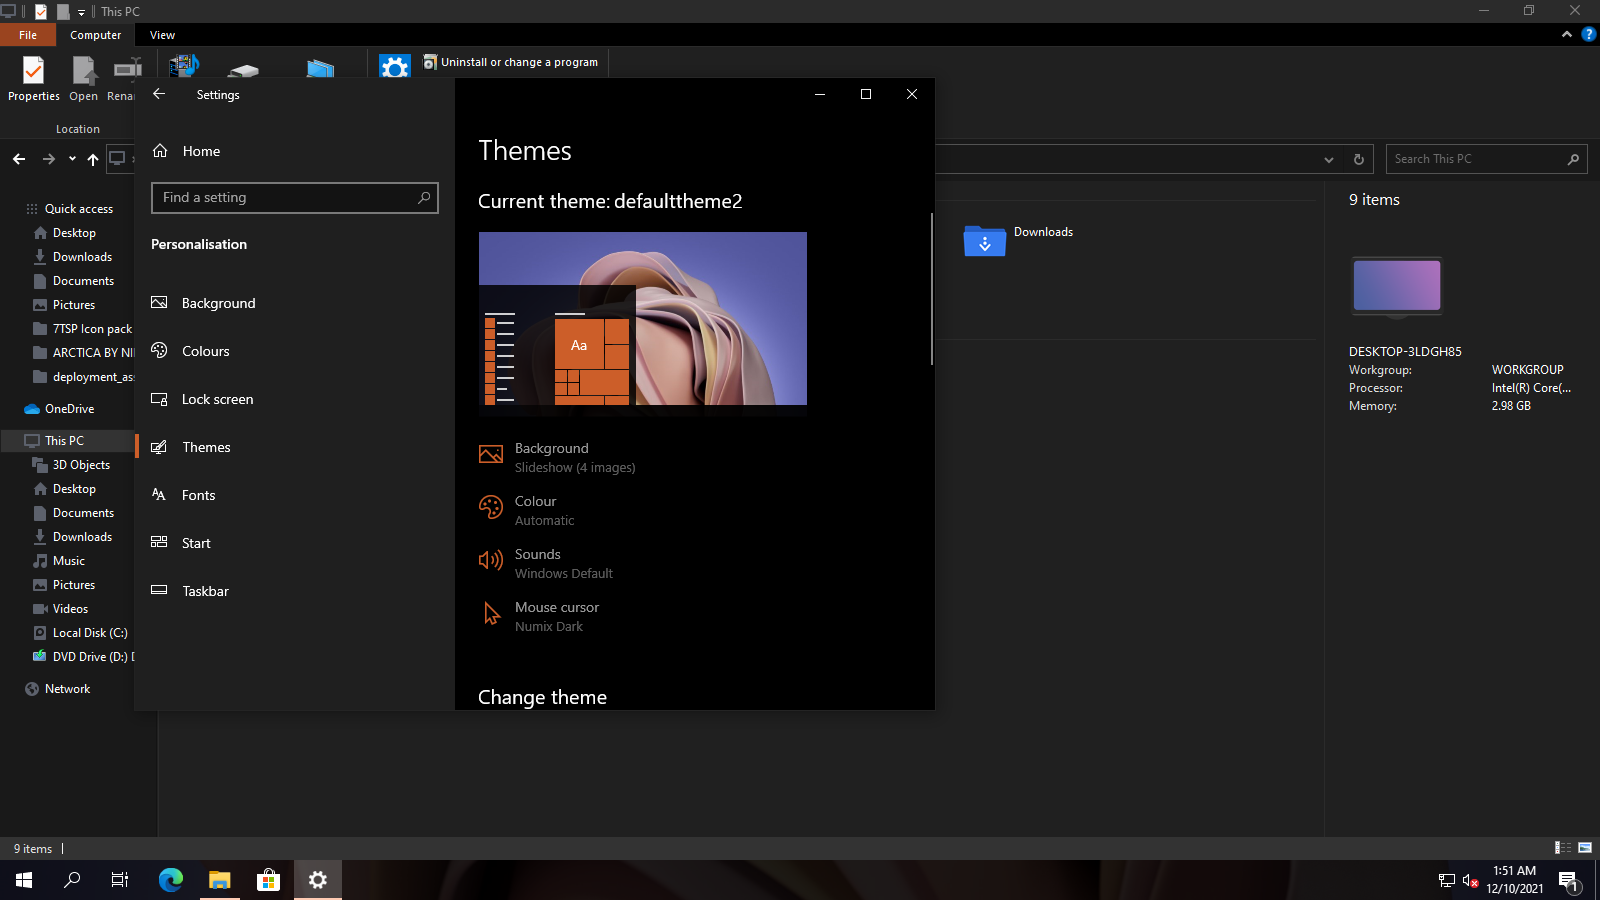 This PC
File
Computer
View
Properties
Open
Renar
Location
Uninstall or change a program
Search This PC
Quick access
Desktop
Downloads
Documents
Pictures
7TSP Icon pack
ARCTICA BY NI
deployment_as
OneDrive
This PC
3D Objects
Desktop
Documents
Downloads
Music
Pictures
Videos
Local Disk (C:)
DVD Drive (D:) D
Network
Settings
Home
Find a setting
Personalisation
Background
Colours
Lock screen
Themes
Fonts
Start
Taskbar
Themes
Current theme: defaulttheme2
Aa
Background
Slideshow (4 images)
Colour
Automatic
Sounds
Windows Default
Mouse cursor
Numix Dark
Change theme
Downloads
9 items
DESKTOP-3LDGH85
Workgroup: WORKGROUP
Processor: Intel(R) Core(...
Memory: 2.98 GB
9 items
1:51 AM
12/10/2021
1